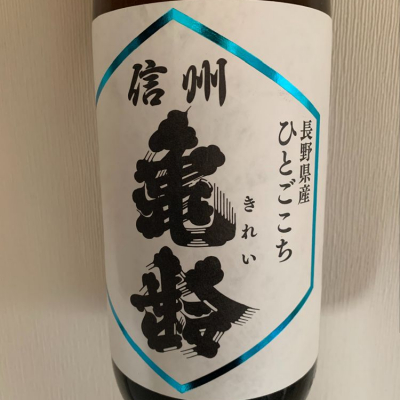 長野県産
ひとごこち
信州
亀齢
きれい